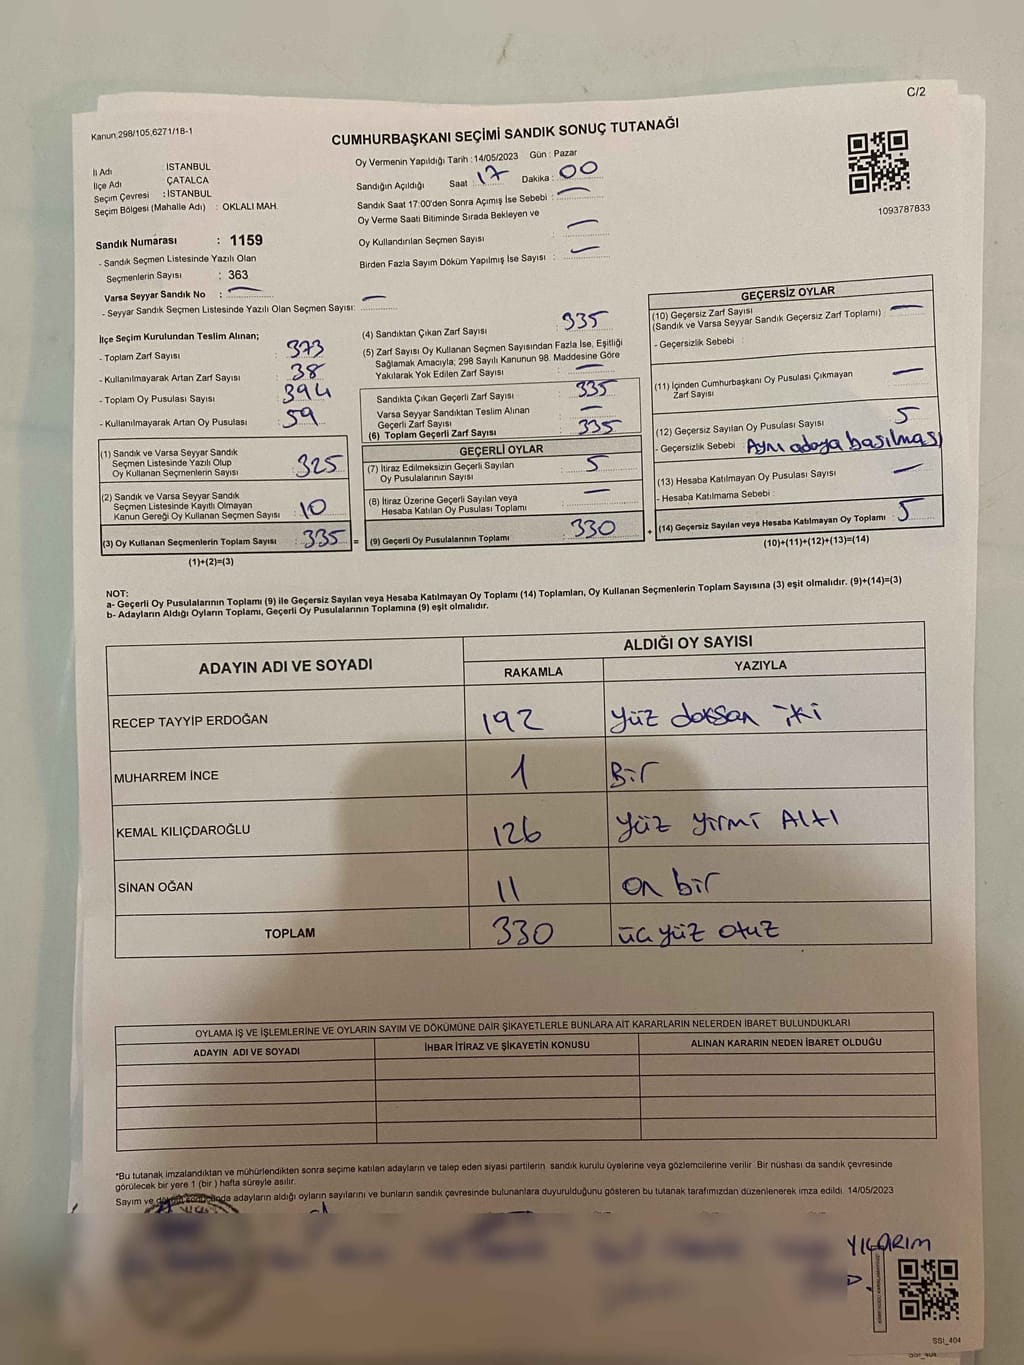 C/2
Kanun;298/105,6271/18-1
CUMHURBAŞKANI SEÇİMİ SANDIK SONUÇ TUTANAĞI
İl Adı : İSTANBUL
İlçe Adı : ÇATALCA
Seçim Çevresi : İSTANBUL
Seçim Bölgesi (Mahalle Adı) : OKLALI MAH.
Oy Vermenin Yapıldığı Tarih : 14/05/2023 Gün : Pazar
Sandığın Açıldığı Saat : 17 Dakika : 00
Sandık Saat 17:00'den Sonra Açımış İse Sebebi : —
Oy Verme Saati Bitiminde Sırada Bekleyen ve
Oy Kullandırılan Seçmen Sayısı : —
Birden Fazla Sayım Döküm Yapılmış İse Sayısı : —
1093787833
Sandık Numarası : 1159
- Sandık Seçmen Listesinde Yazılı Olan
Seçmenlerin Sayısı : 363
Varsa Seyyar Sandık No : —
- Seyyar Sandık Seçmen Listesinde Yazılı Olan Seçmen Sayısı: —
İlçe Seçim Kurulundan Teslim Alınan;
- Toplam Zarf Sayısı : 373
- Kullanılmayarak Artan Zarf Sayısı : 38
- Toplam Oy Pusulası Sayısı : 394
- Kullanılmayarak Artan Oy Pusulası : 59
(1) Sandık ve Varsa Seyyar Sandık
Seçmen Listesinde Yazılı Olup
Oy Kullanan Seçmenlerin Sayısı : 325
(2) Sandık ve Varsa Seyyar Sandık
Seçmen Listesinde Kayıtlı Olmayan
Kanun Gereği Oy Kullanan Seçmen Sayısı : 10
(3) Oy Kullanan Seçmenlerin Toplam Sayısı : 335 =
(1)+(2)=(3)
(4) Sandıktan Çıkan Zarf Sayısı : 335
(5) Zarf Sayısı Oy Kullanan Seçmen Sayısından Fazla İse, Eşitliği
Sağlamak Amacıyla; 298 Sayılı Kanunun 98. Maddesine Göre
Yakılarak Yok Edilen Zarf Sayısı : —
Sandıkta Çıkan Geçerli Zarf Sayısı : 335
Varsa Seyyar Sandıktan Teslim Alınan
Geçerli Zarf Sayısı : —
(6) Toplam Geçerli Zarf Sayısı : 335
GEÇERLİ OYLAR
(7) İtiraz Edilmeksizin Geçerli Sayılan
Oy Pusulalarının Sayısı : 5
(8) İtiraz Üzerine Geçerli Sayılan veya
Hesaba Katılan Oy Pusulası Toplamı : —
(9) Geçerli Oy Pusulalarının Toplamı : 330 +
GEÇERSİZ OYLAR
(10) Geçersiz Zarf Sayısı
(Sandık ve Varsa Seyyar Sandık Geçersiz Zarf Toplamı) : —
- Geçersizlik Sebebi :
(11) İçinden Cumhurbaşkanı Oy Pusulası Çıkmayan
Zarf Sayısı : —
(12) Geçersiz Sayılan Oy Pusulası Sayısı : 5
- Geçersizlik Sebebi : Aynı adaya basılması
(13) Hesaba Katılmayan Oy Pusulası Sayısı : —
- Hesaba Katılmama Sebebi :
(14) Geçersiz Sayılan veya Hesaba Katılmayan Oy Toplamı : 5
(10)+(11)+(12)+(13)=(14)
NOT:
a- Geçerli Oy Pusulalarının Toplamı (9) ile Geçersiz Sayılan veya Hesaba Katılmayan Oy Toplamı (14) Toplamları, Oy Kullanan Seçmenlerin Toplam Sayısına (3) eşit olmalıdır. (9)+(14)=(3)
b- Adayların Aldığı Oyların Toplamı, Geçerli Oy Pusulalarının Toplamına (9) eşit olmalıdır.
ADAYIN ADI VE SOYADI
ALDIĞI OY SAYISI
RAKAMLA YAZIYLA
RECEP TAYYİP ERDOĞAN 192 Yüz doksan iki
MUHARREM İNCE 1 Bir
KEMAL KILIÇDAROĞLU 126 Yüz yirmi Altı
SİNAN OĞAN 11 on bir
TOPLAM 330 üç yüz otuz
OYLAMA İŞ VE İŞLEMLERİNE VE OYLARIN SAYIM VE DÖKÜMÜNE DAİR ŞİKAYETLERLE BUNLARA AİT KARARLARIN NELERDEN İBARET BULUNDUKLARI
ADAYIN ADI VE SOYADI İHBAR İTİRAZ VE ŞİKAYETİN KONUSU ALINAN KARARIN NEDEN İBARET OLDUĞU
*Bu tutanak imzalandıktan ve mühürlendikten sonra seçime katılan adayların ve talep eden siyasi partilerin sandık kurulu üyelerine veya gözlemcilerine verilir. Bir nüshası da sandık çevresinde
görülecek bir yere 1 (bir) hafta süreyle asılır.
Sayım ve adayların aldığı oyların sayılarını ve bunların sandık çevresinde bulunanlara duyurulduğunu gösteren bu tutanak tarafımızdan düzenlenerek imza edildi. 14/05/2023
YILDIRIM
SSI_404